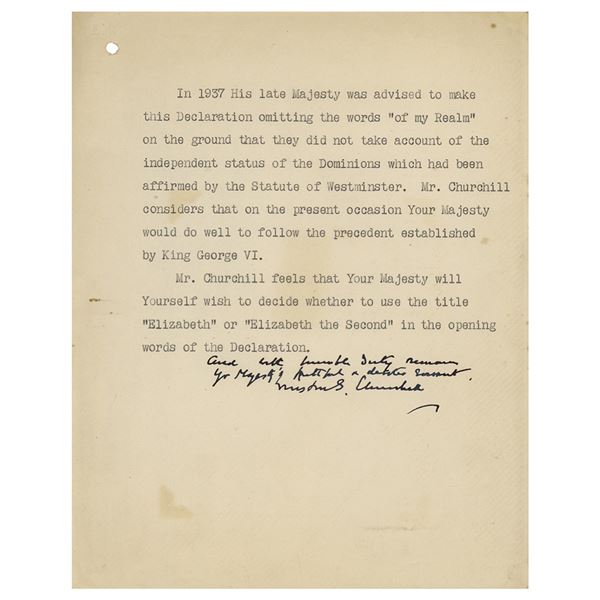 In 1937 His late Majesty was advised to make
this Declaration omitting the words "of my Realm"
on the ground that they did not take account of the
independent status of the Dominions which had been
affirmed by the Statute of Westminster. Mr. Churchill
considers that on the present occasion Your Majesty
would do well to follow the precedent established
by King George VI.
Mr. Churchill feels that Your Majesty will
Yourself wish to decide whether to use the title
"Elizabeth" or "Elizabeth the Second" in the opening
words of the Declaration.
And with humble Duty remain
Yr Majesty's faithful & devoted servant,
Winston S. Churchill